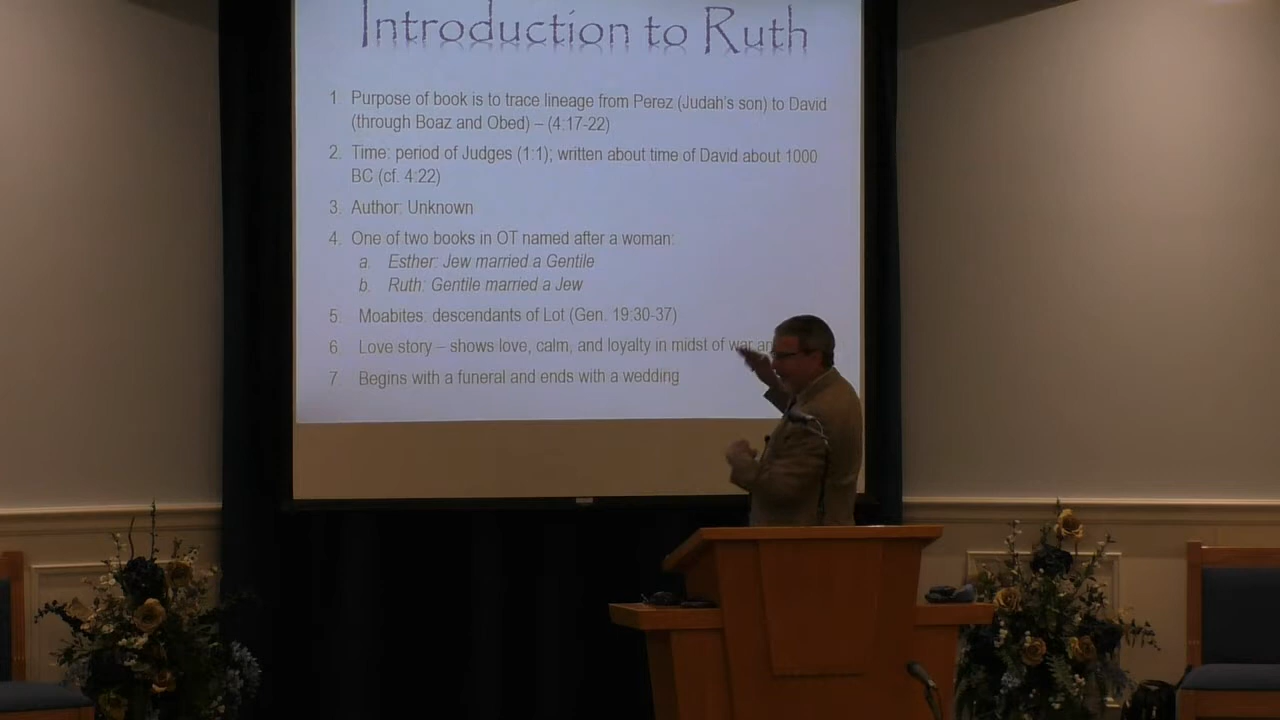 Introduction to Ruth
1. Purpose of book is to trace lineage from Perez (Judah's son) to David
(through Boaz and Obed) – (4:17-22)
2. Time: period of Judges (1:1); written about time of David about 1000
BC (cf. 4:22)
3. Author: Unknown
4. One of two books in OT named after a woman:
a. Esther: Jew married a Gentile
b. Ruth: Gentile married a Jew
5 Moabites: descendants of Lot (Gen. 19:30-37)
6 Love story – shows love, calm, and loyalty in midst of war
7. Begins with a funeral and ends with a wedding